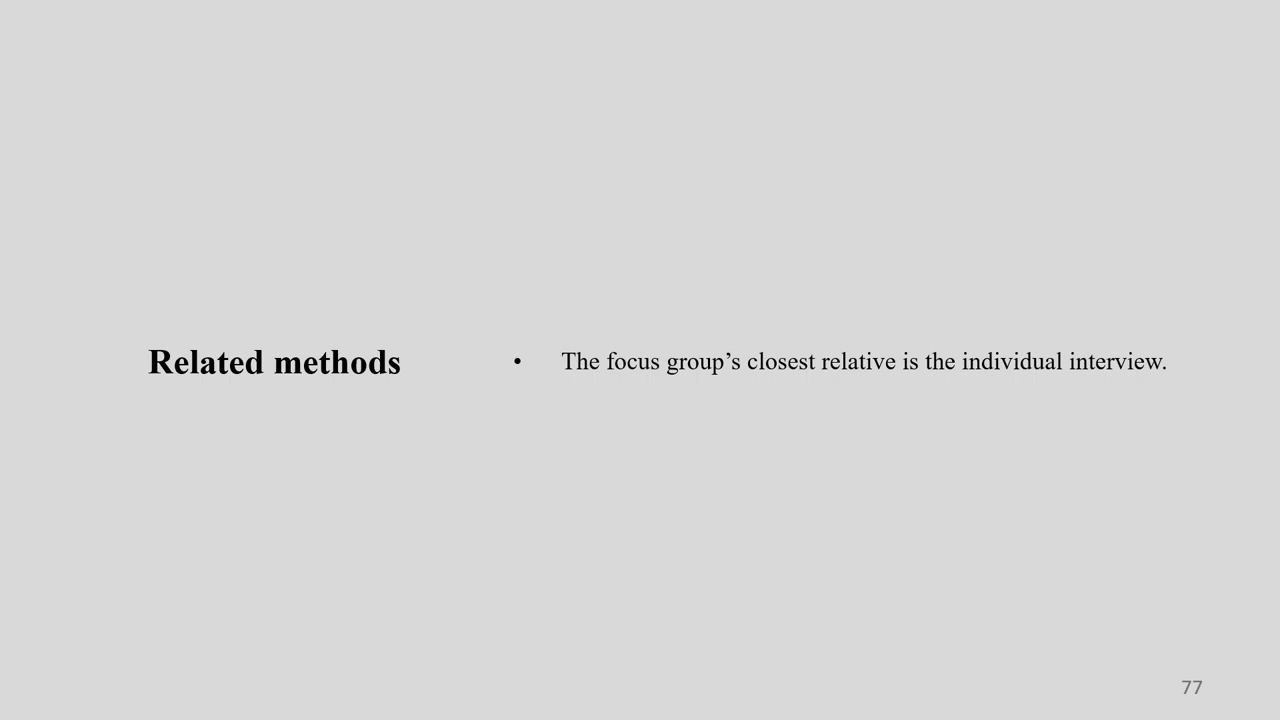 Related methods
• The focus group’s closest relative is the individual interview.
77